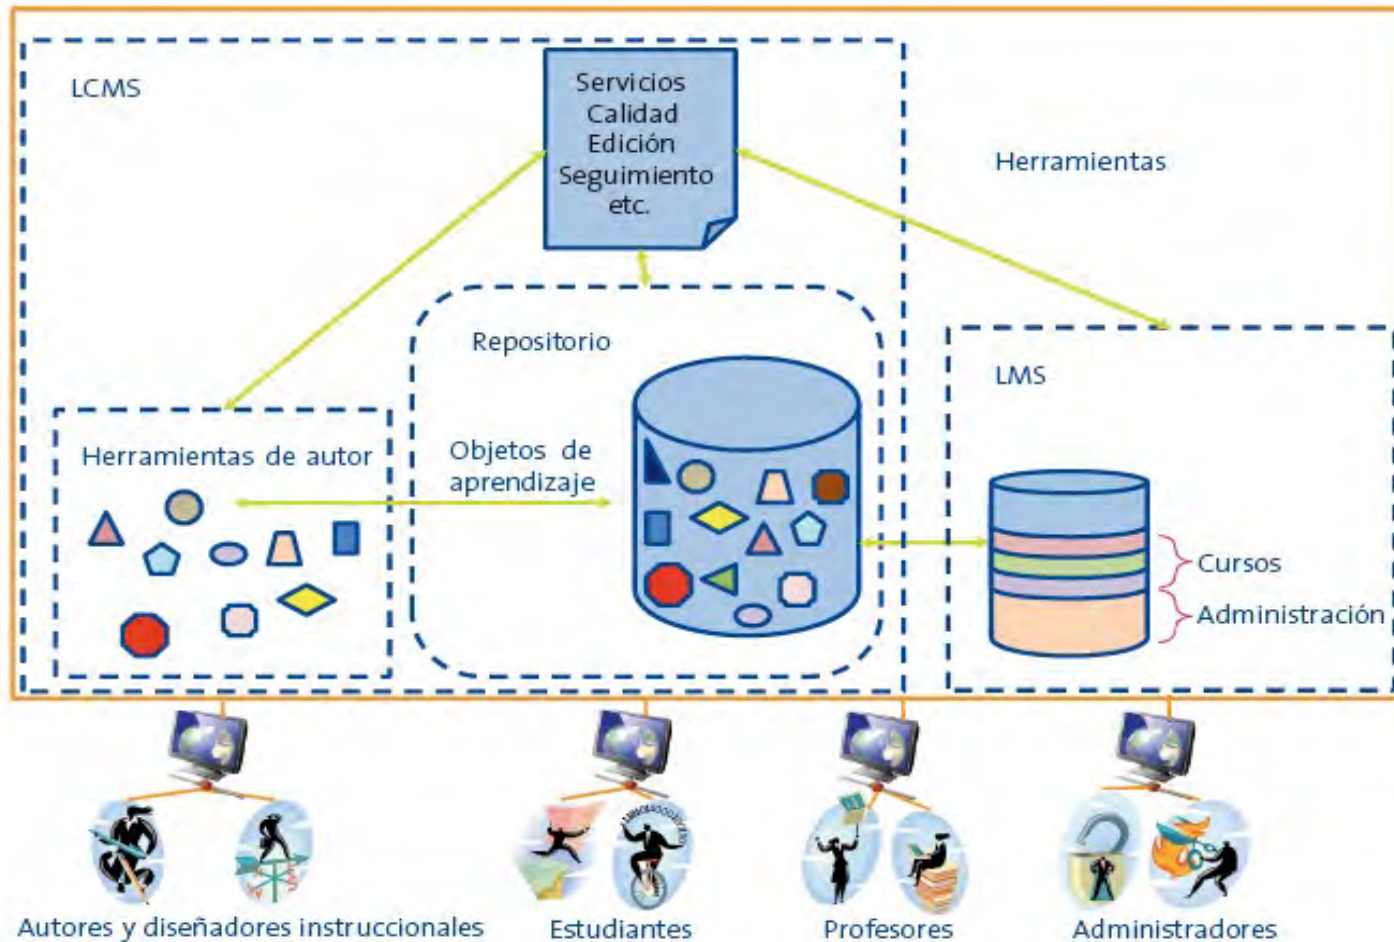 LCMS
Servicios
Calidad
Edición
Seguimiento
etc.
Herramientas
Repositorio
LMS
Herramientas de autor
Objetos de
aprendizaje
Cursos
Administración
Autores y diseñadores instruccionales
Estudiantes
Profesores
Administradores